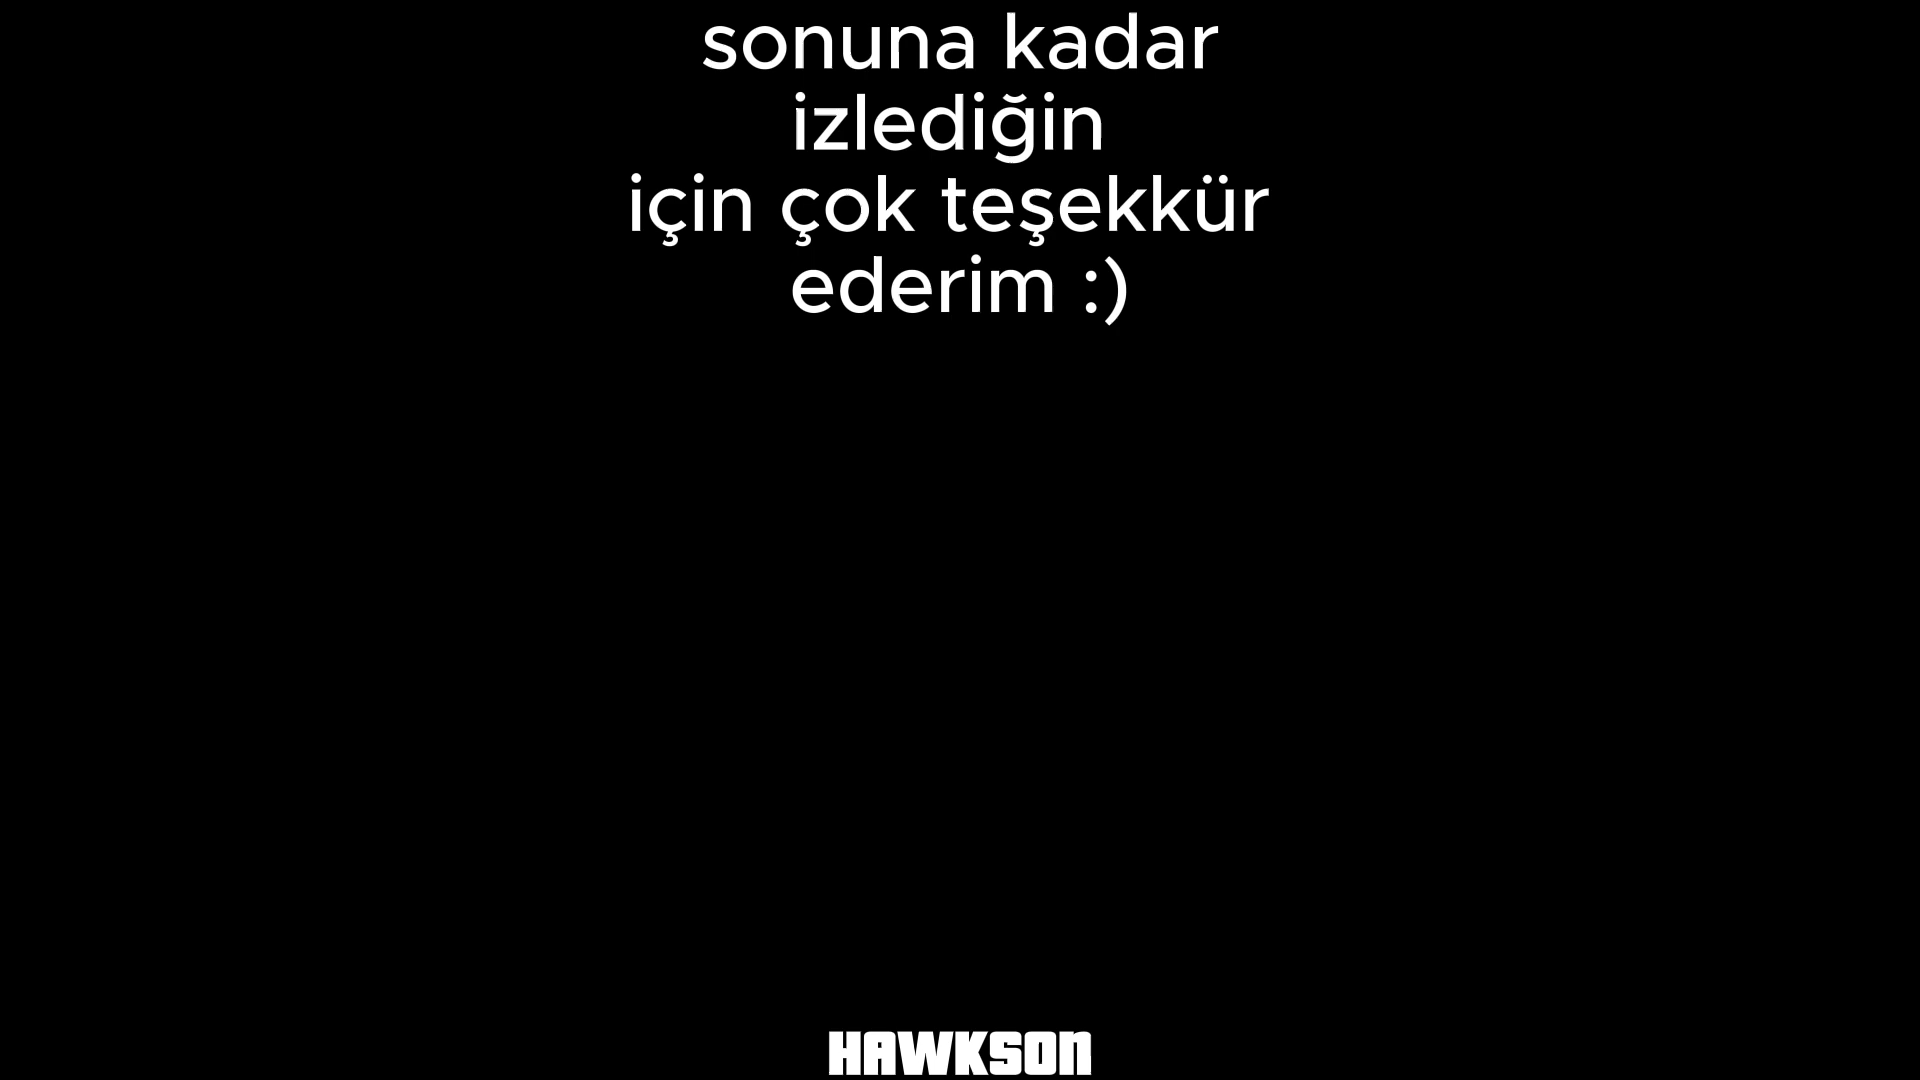 sonuna kadar
izlediğin
için çok teşekkür
ederim :)
HAWKSON